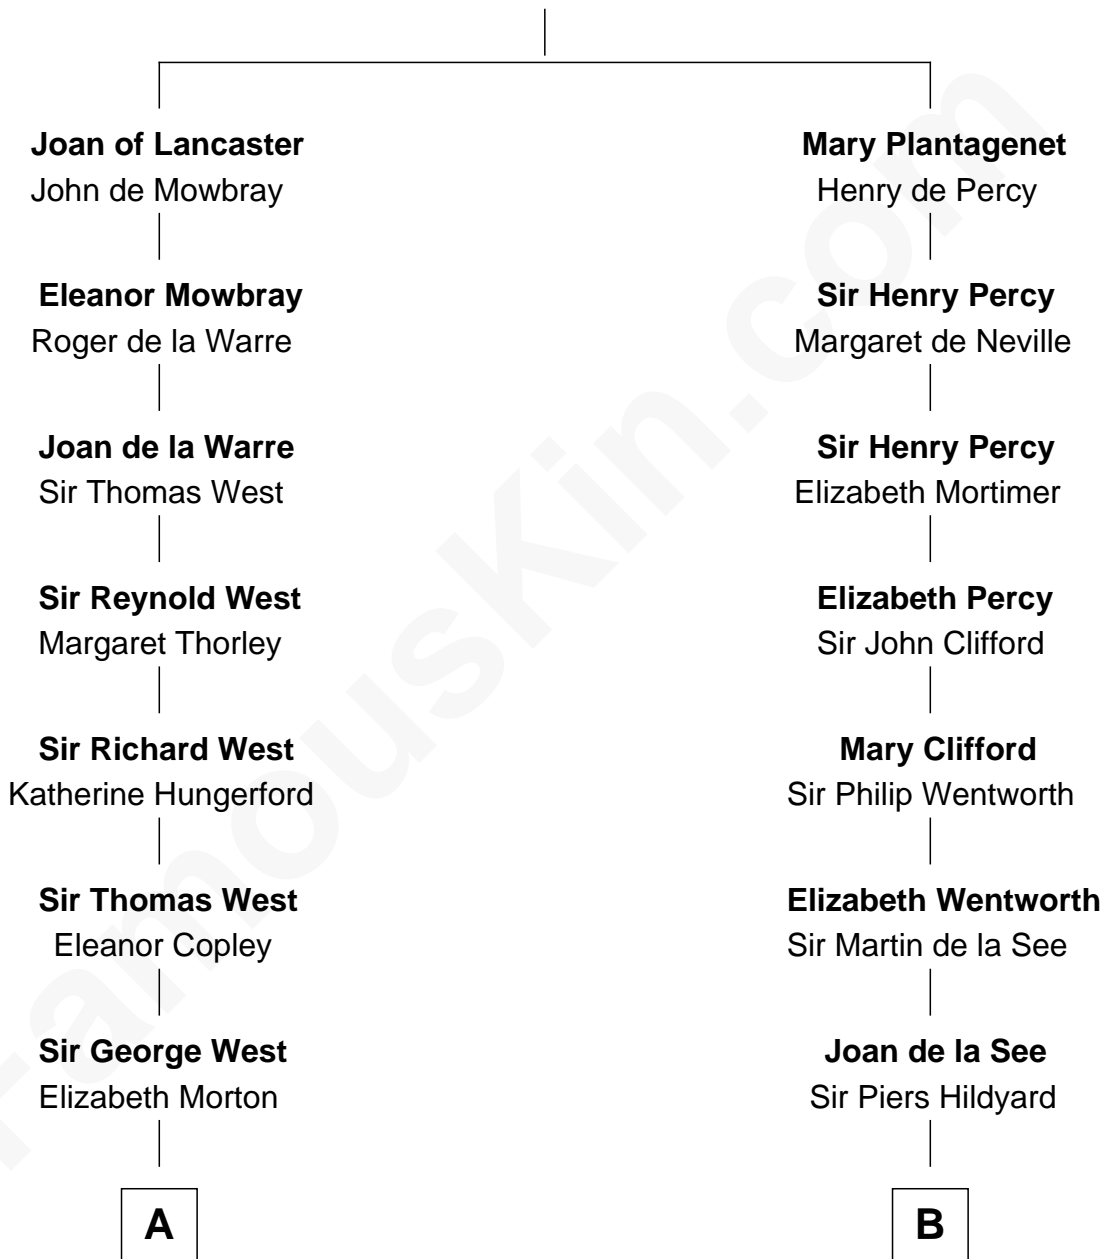 Joan of Lancaster
John de Mowbray
Mary Plantagenet
Henry de Percy
Eleanor Mowbray
Roger de la Warre
Sir Henry Percy
Margaret de Neville
Joan de la Warre
Sir Thomas West
Sir Henry Percy
Elizabeth Mortimer
Sir Reynold West
Margaret Thorley
Elizabeth Percy
Sir John Clifford
Sir Richard West
Katherine Hungerford
Mary Clifford
Sir Philip Wentworth
Sir Thomas West
Eleanor Copley
Elizabeth Wentworth
Sir Martin de la See
Sir George West
Elizabeth Morton
Joan de la See
Sir Piers Hildyard
A
B
FamousKin.com